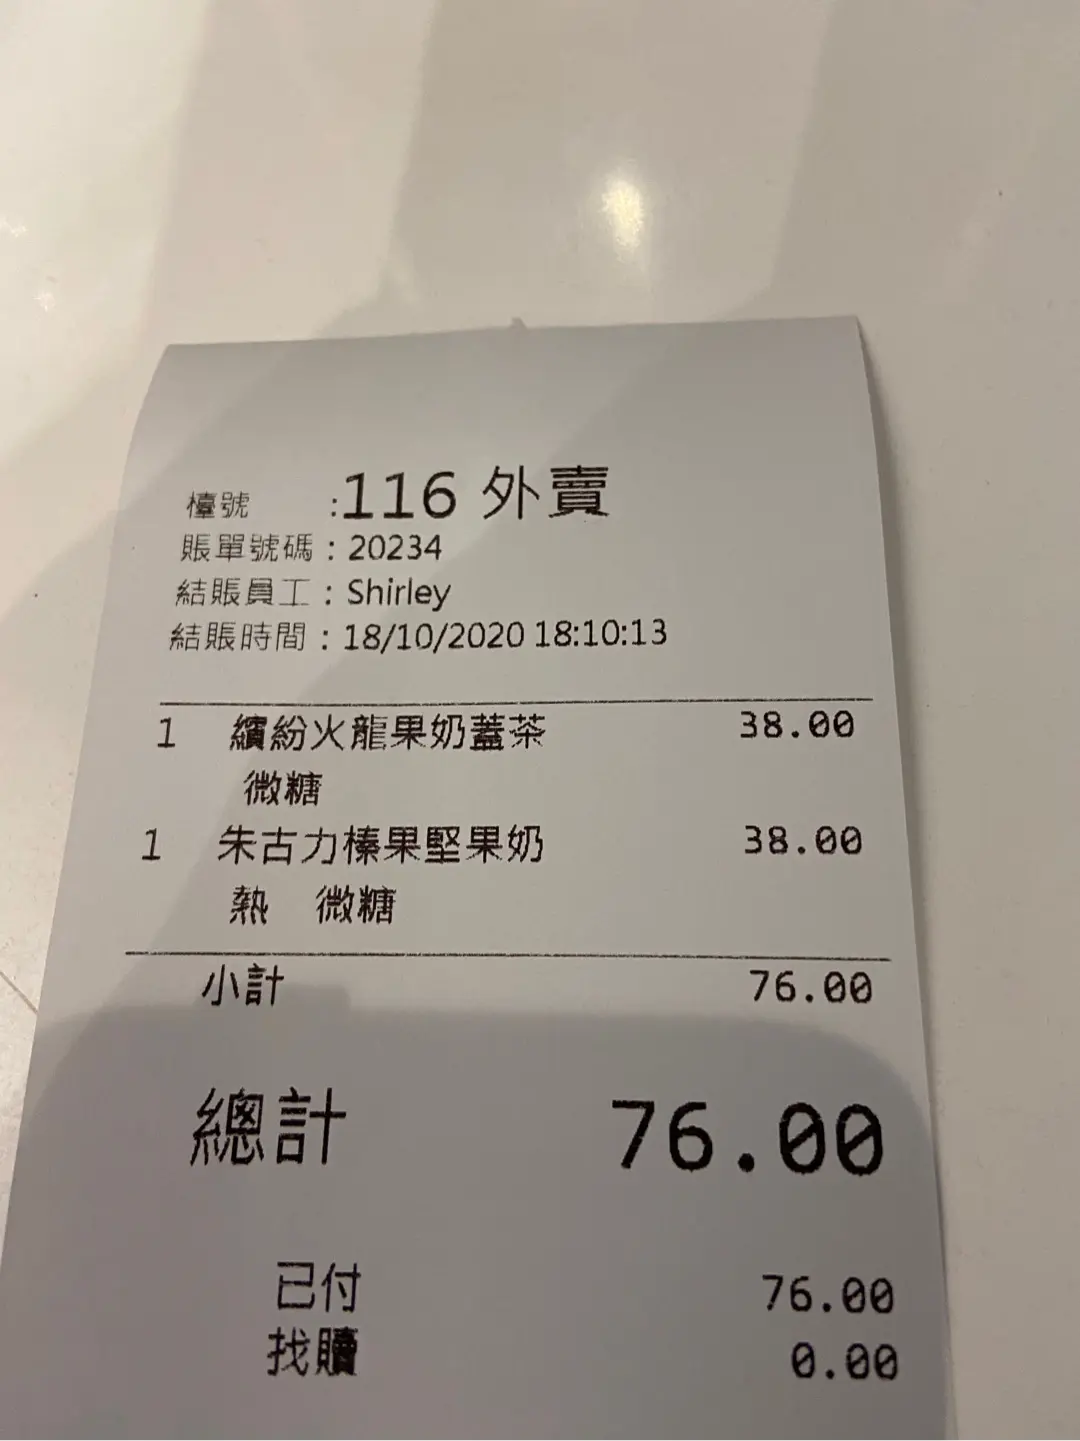 檯號 :116 外賣
賬單號碼：20234
結賬員工：Shirley
結賬時間：18/10/2020 18:10:13
1 繽紛火龍果奶蓋茶 38.00
微糖
1 朱古力榛果堅果奶 38.00
熱 微糖
小計 76.00
總計 76.00
已付 76.00
找贖 0.00